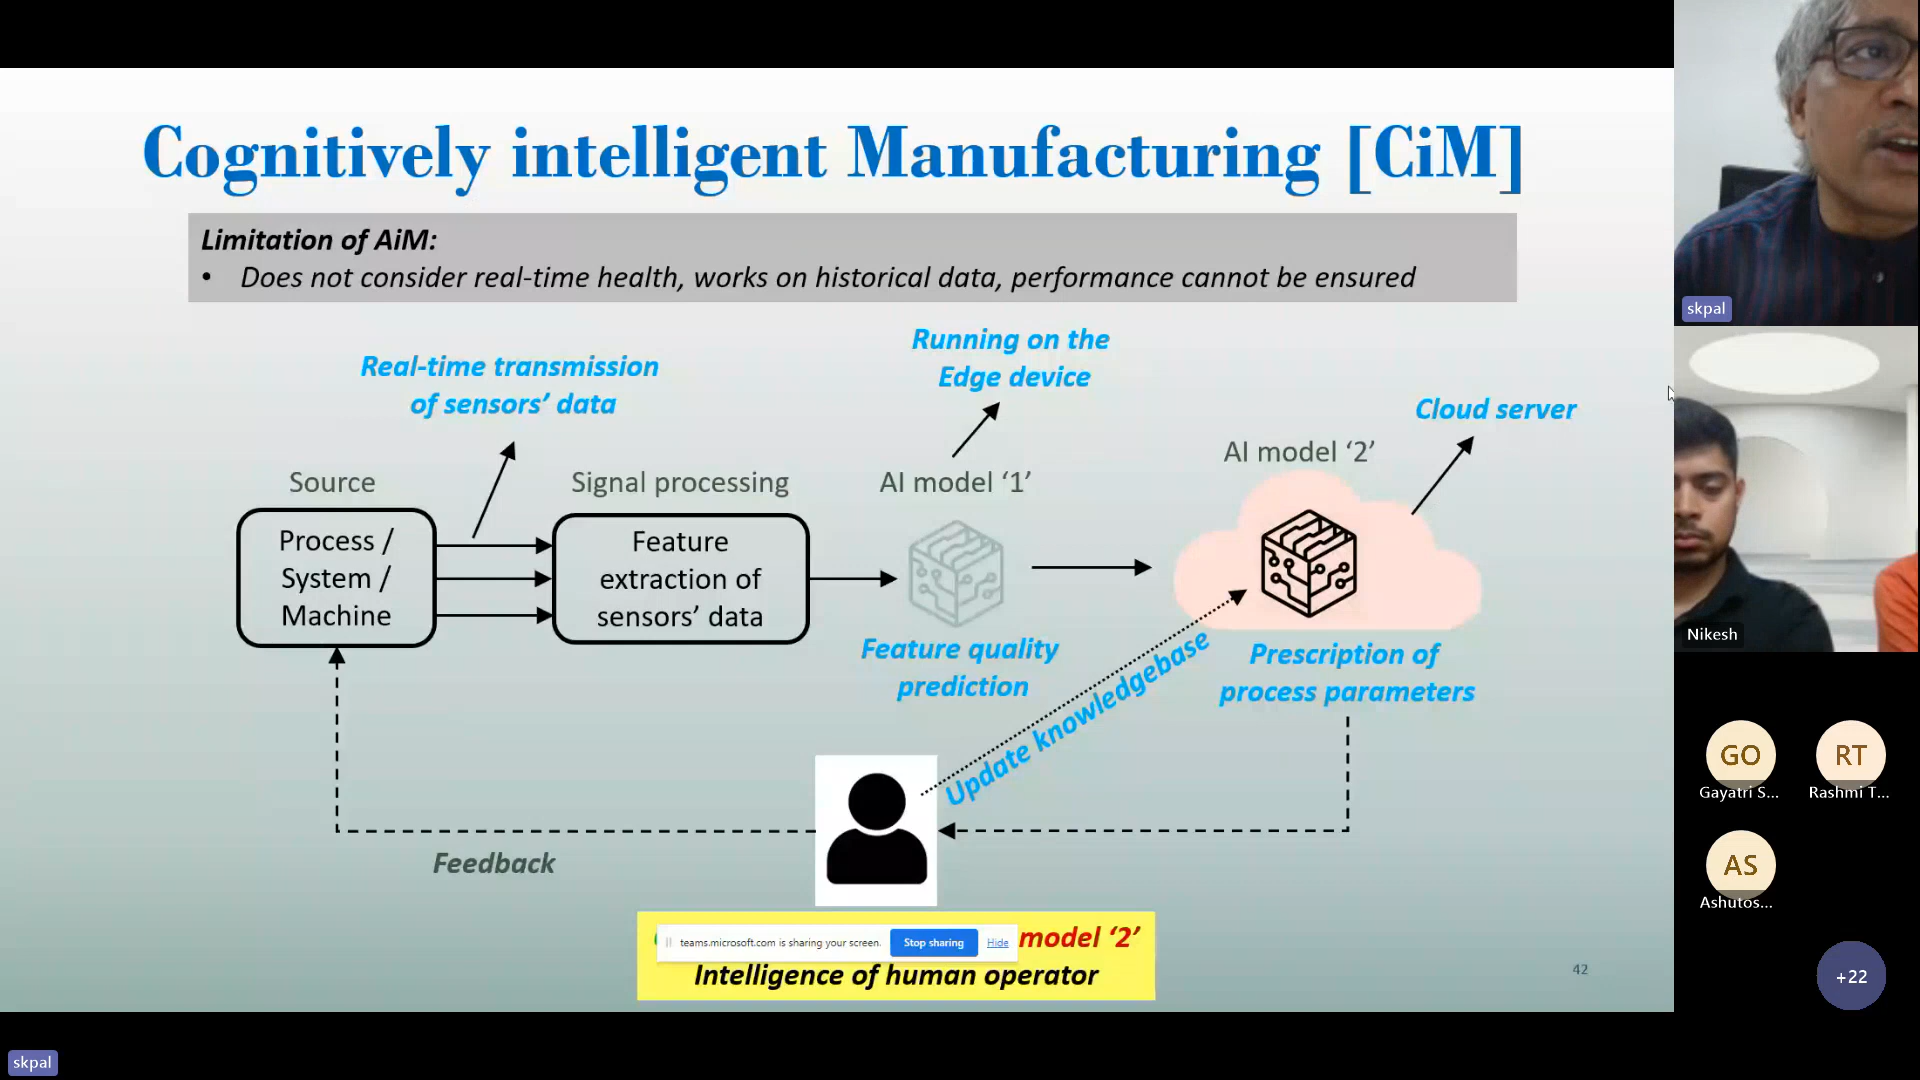 Cognitively intelligent Manufacturing [CiM]
Limitation of AiM:
• Does not consider real-time health, works on historical data, performance cannot be ensured
Real-time transmission
of sensors’ data
Running on the
Edge device
Cloud server
Source
Signal processing
AI model ‘1’
AI model ‘2’
Process /
System /
Machine
Feature
extraction of
sensors’ data
Feature quality
prediction
Prescription of
process parameters
Update knowledgebase
Feedback
teams.microsoft.com is sharing your screen.
Stop sharing
Hide
model ‘2’
Intelligence of human operator
42
skpal
skpal
Nikesh
GO
Gayatri S...
RT
Rashmi T...
AS
Ashutos...
+22